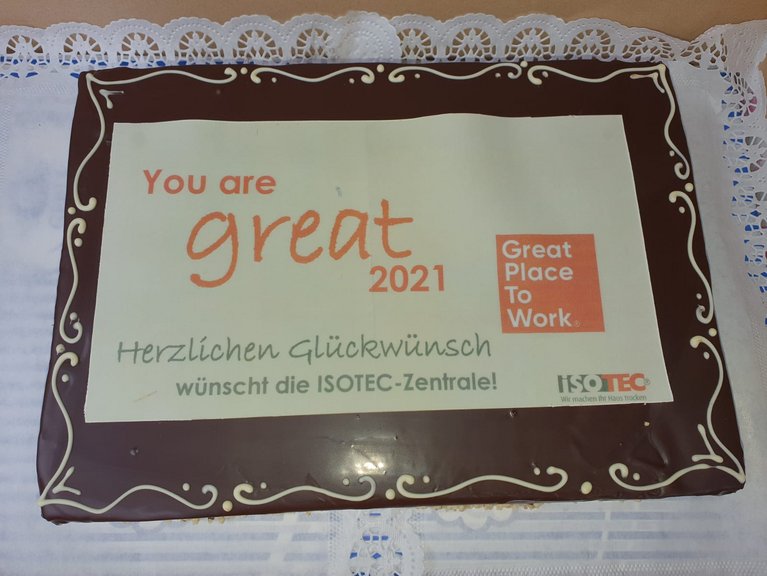 You are
great
2021
Great
Place
To
Work®
Herzlichen Glückwünsch
wünscht die ISOTEC-Zentrale!
ISOTEC®
Wir machen Ihr Haus trocken